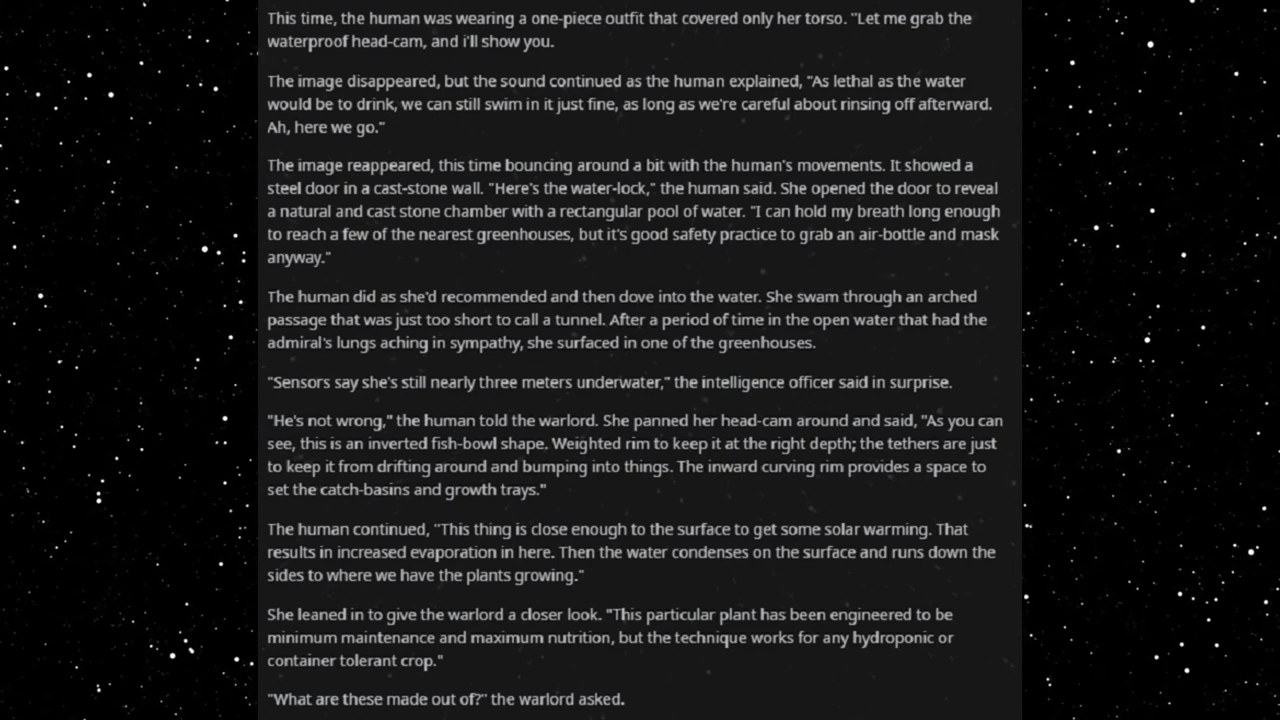 This time, the human was wearing a one-piece outfit that covered only her torso. "Let me grab the
waterproof head-cam, and i'll show you.
The image disappeared, but the sound continued as the human explained, "As lethal as the water
would be to drink, we can still swim in it just fine, as long as we're careful about rinsing off afterward.
Ah, here we go."
The image reappeared, this time bouncing around a bit with the human's movements. It showed a
steel door in a cast-stone wall. "Here's the water-lock," the human said. She opened the door to reveal
a natural and cast stone chamber with a rectangular pool of water. "I can hold my breath long enough
to reach a few of the nearest greenhouses, but it's good safety practice to grab an air-bottle and mask
anyway."
The human did as she'd recommended and then dove into the water. She swam through an arched
passage that was just too short to call a tunnel. After a period of time in the open water that had the
admiral's lungs aching in sympathy, she surfaced in one of the greenhouses.
"Sensors say she's still nearly three meters underwater," the intelligence officer said in surprise.
"He's not wrong," the human told the warlord. She panned her head-cam around and said, "As you can
see, this is an inverted fish-bowl shape. Weighted rim to keep it at the right depth; the tethers are just
to keep it from drifting around and bumping into things. The inward curving rim provides a space to
set the catch-basins and growth trays."
The human continued, "This thing is close enough to the surface to get some solar warming. That
results in increased evaporation in here. Then the water condenses on the surface and runs down the
sides to where we have the plants growing."
She leaned in to give the warlord a closer look. "This particular plant has been engineered to be
minimum maintenance and maximum nutrition, but the technique works for any hydroponic or
container tolerant crop."
"What are these made out of?" the warlord asked.